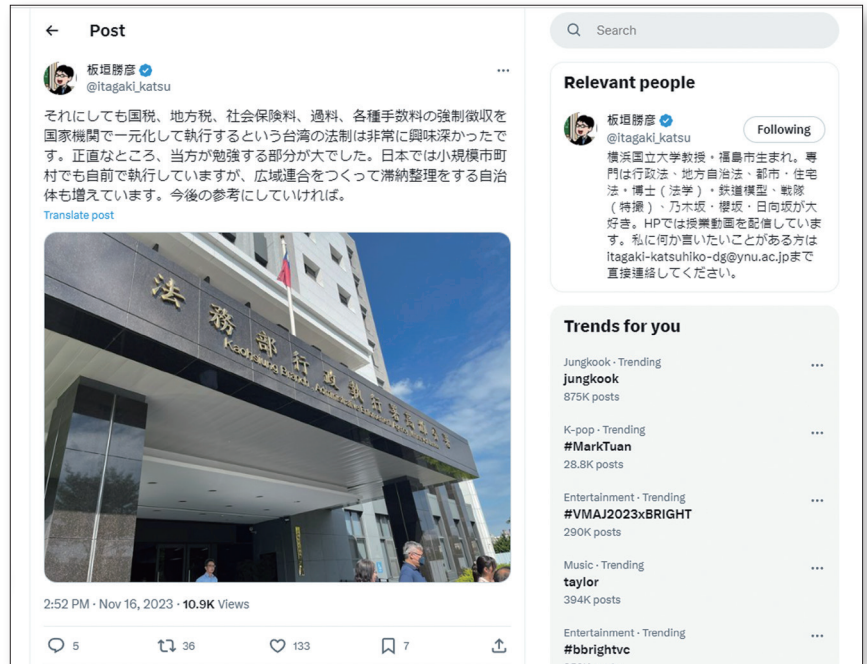 ← Post
板垣勝彦
@itagaki_katsu
それにしても国税、地方税、社会保険料、過料、各種手数料の強制徴収を
国家機関で一元化して執行するという台湾の法制は非常に興味深かったで
す。正直なところ、当方が勉強する部分が大でした。日本では小規模市町
村でも自前で執行していますが、広域連合をつくって滞納整理をする自治
体も増えています。今後の参考にしていければ。
Translate post
法務部行政執行署高雄分署
Kaohsiung Branch, Administrative Enforcement Agency
2:52 PM · Nov 16, 2023 · 10.9K Views
5 36 133 7
Search
Relevant people
板垣勝彦
@itagaki_katsu
Following
横浜国立大学教授・福島市生まれ。専
門は行政法、地方自治法、都市・住宅
法・博士（法学）・鉄道模型、戦隊
（特撮）、乃木坂・櫻坂・日向坂が大
好き。HPでは授業動画を配信していま
す。私に何か言いたいことがある方は
itagaki-katsuhiko-dg@ynu.ac.jpまで
直接連絡してください。
Trends for you
Jungkook · Trending
jungkook
875K posts
K-pop · Trending
#MarkTuan
28.8K posts
Entertainment · Trending
#VMAJ2023xBRIGHT
290K posts
Music · Trending
taylor
394K posts
Entertainment · Trending
#bbrightvc